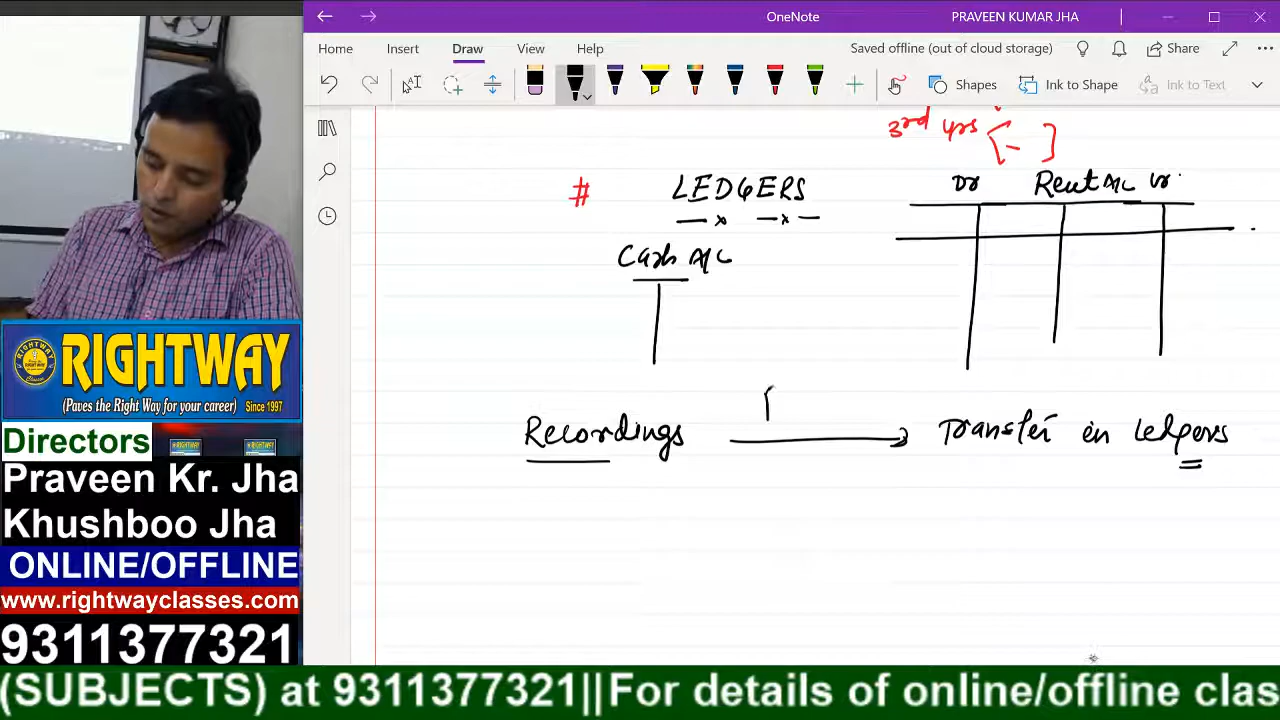 OneNote
PRAVEEN KUMAR JHA
Home Insert Draw View Help
Saved offline (out of cloud storage)
Share
Shapes
Ink to Shape
Ink to Text
3rd yrs [-]
# LEDGERS
Dr Rent A/c Cr.
Cash A/c
Recordings
Transfer in ledgers
RIGHTWAY
(Paves the Right Way for your career) Since 1997
Directors
Praveen Kr. Jha
Khushboo Jha
ONLINE/OFFLINE
www.rightwayclasses.com
9311377321
(SUBJECTS) at 9311377321||For details of online/offline clas